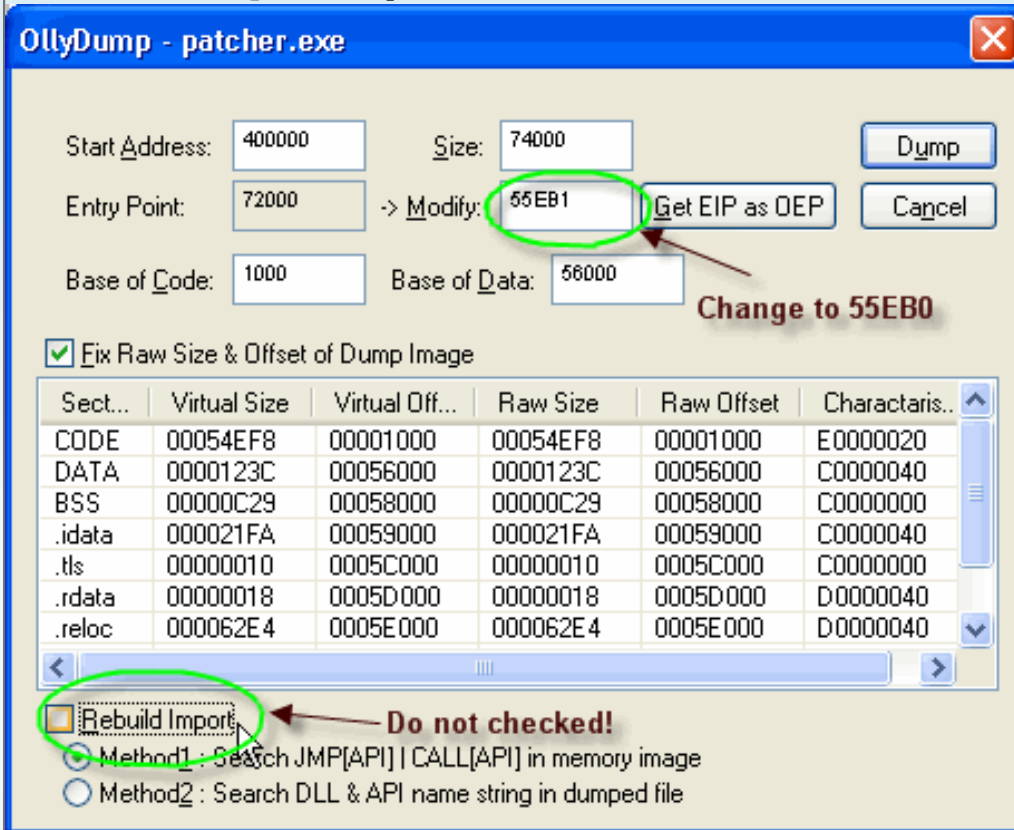 OllyDump - patcher.exe
Start Address: 400000 Size: 74000 Dump
Entry Point: 72000 -> Modify: 55EB1 Get EIP as OEP Cancel
Base of Code: 1000 Base of Data: 56000
Change to 55EB0
Fix Raw Size & Offset of Dump Image
Sect... Virtual Size Virtual Off... Raw Size Raw Offset Charactaris..
CODE 00054EF8 00001000 00054EF8 00001000 E0000020
DATA 0000123C 00056000 0000123C 00056000 C0000040
BSS 00000C29 00058000 00000C29 00058000 C0000000
.idata 000021FA 00059000 000021FA 00059000 C0000040
.tls 00000010 0005C000 00000010 0005C000 C0000000
.rdata 00000018 0005D000 00000018 0005D000 D0000040
.reloc 000062E4 0005E000 000062E4 0005E000 D0000040
Rebuild Import Do not checked!
Method1 : Search JMP[API] | CALL[API] in memory image
Method2 : Search DLL & API name string in dumped file